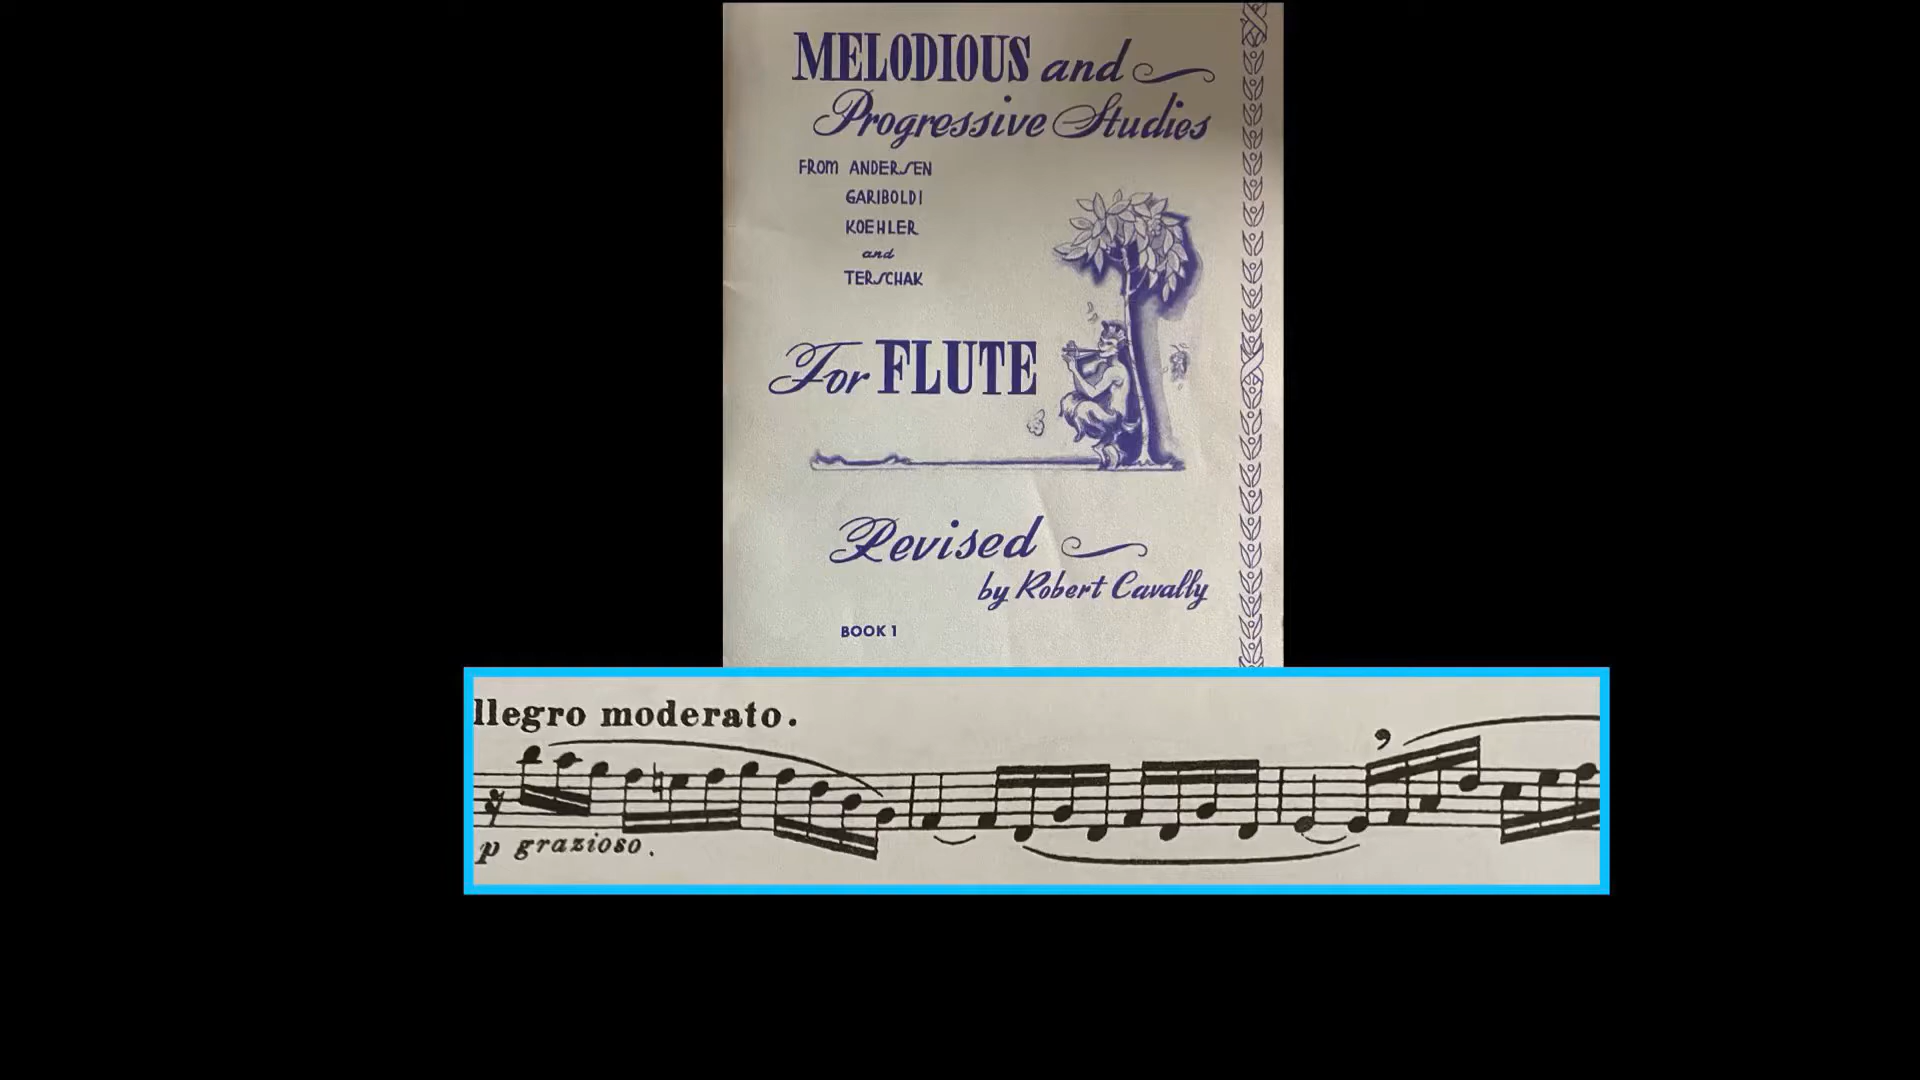 MELODIOUS and
Progressive Studies
FROM ANDERSEN
GARIBOLDI
KOEHLER
and
TERSCHAK
For FLUTE
Revised
by Robert Cavally
BOOK 1
llegro moderato.
p grazioso.